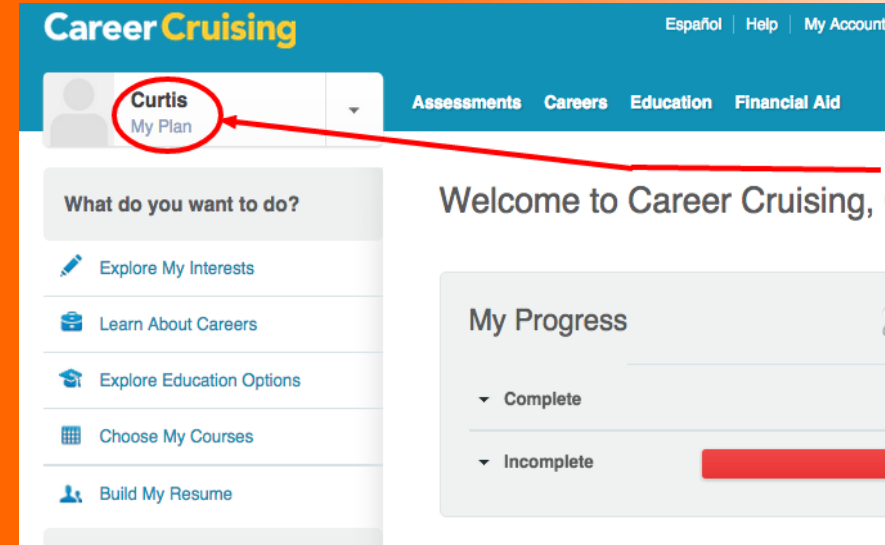 Career Cruising
Español | Help | My Account
Curtis
My Plan
Assessments Careers Education Financial Aid
What do you want to do?
Explore My Interests
Learn About Careers
Explore Education Options
Choose My Courses
Build My Resume
Welcome to Career Cruising,
My Progress
Complete
Incomplete